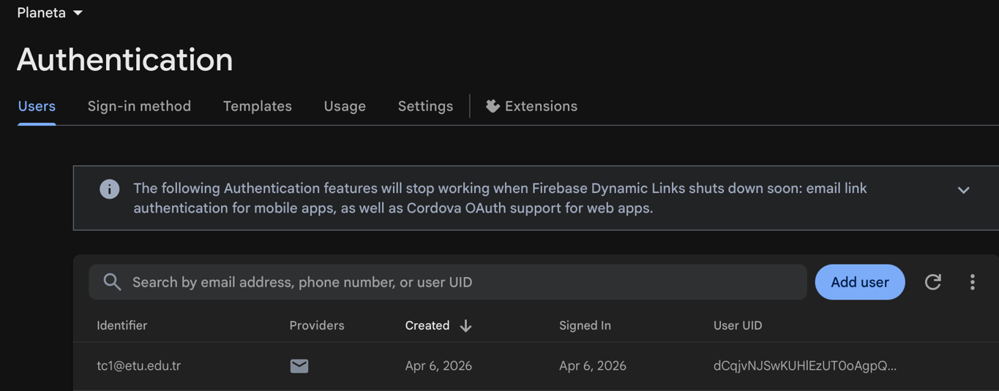 Planeta
Authentication
Users Sign-in method Templates Usage Settings Extensions
The following Authentication features will stop working when Firebase Dynamic Links shuts down soon: email link
authentication for mobile apps, as well as Cordova OAuth support for web apps.
Search by email address, phone number, or user UID Add user
Identifier Providers Created Signed In User UID
tc1@etu.edu.tr Apr 6, 2026 Apr 6, 2026 dCqjvNJSwKUHlEzUT0oAgpQ...